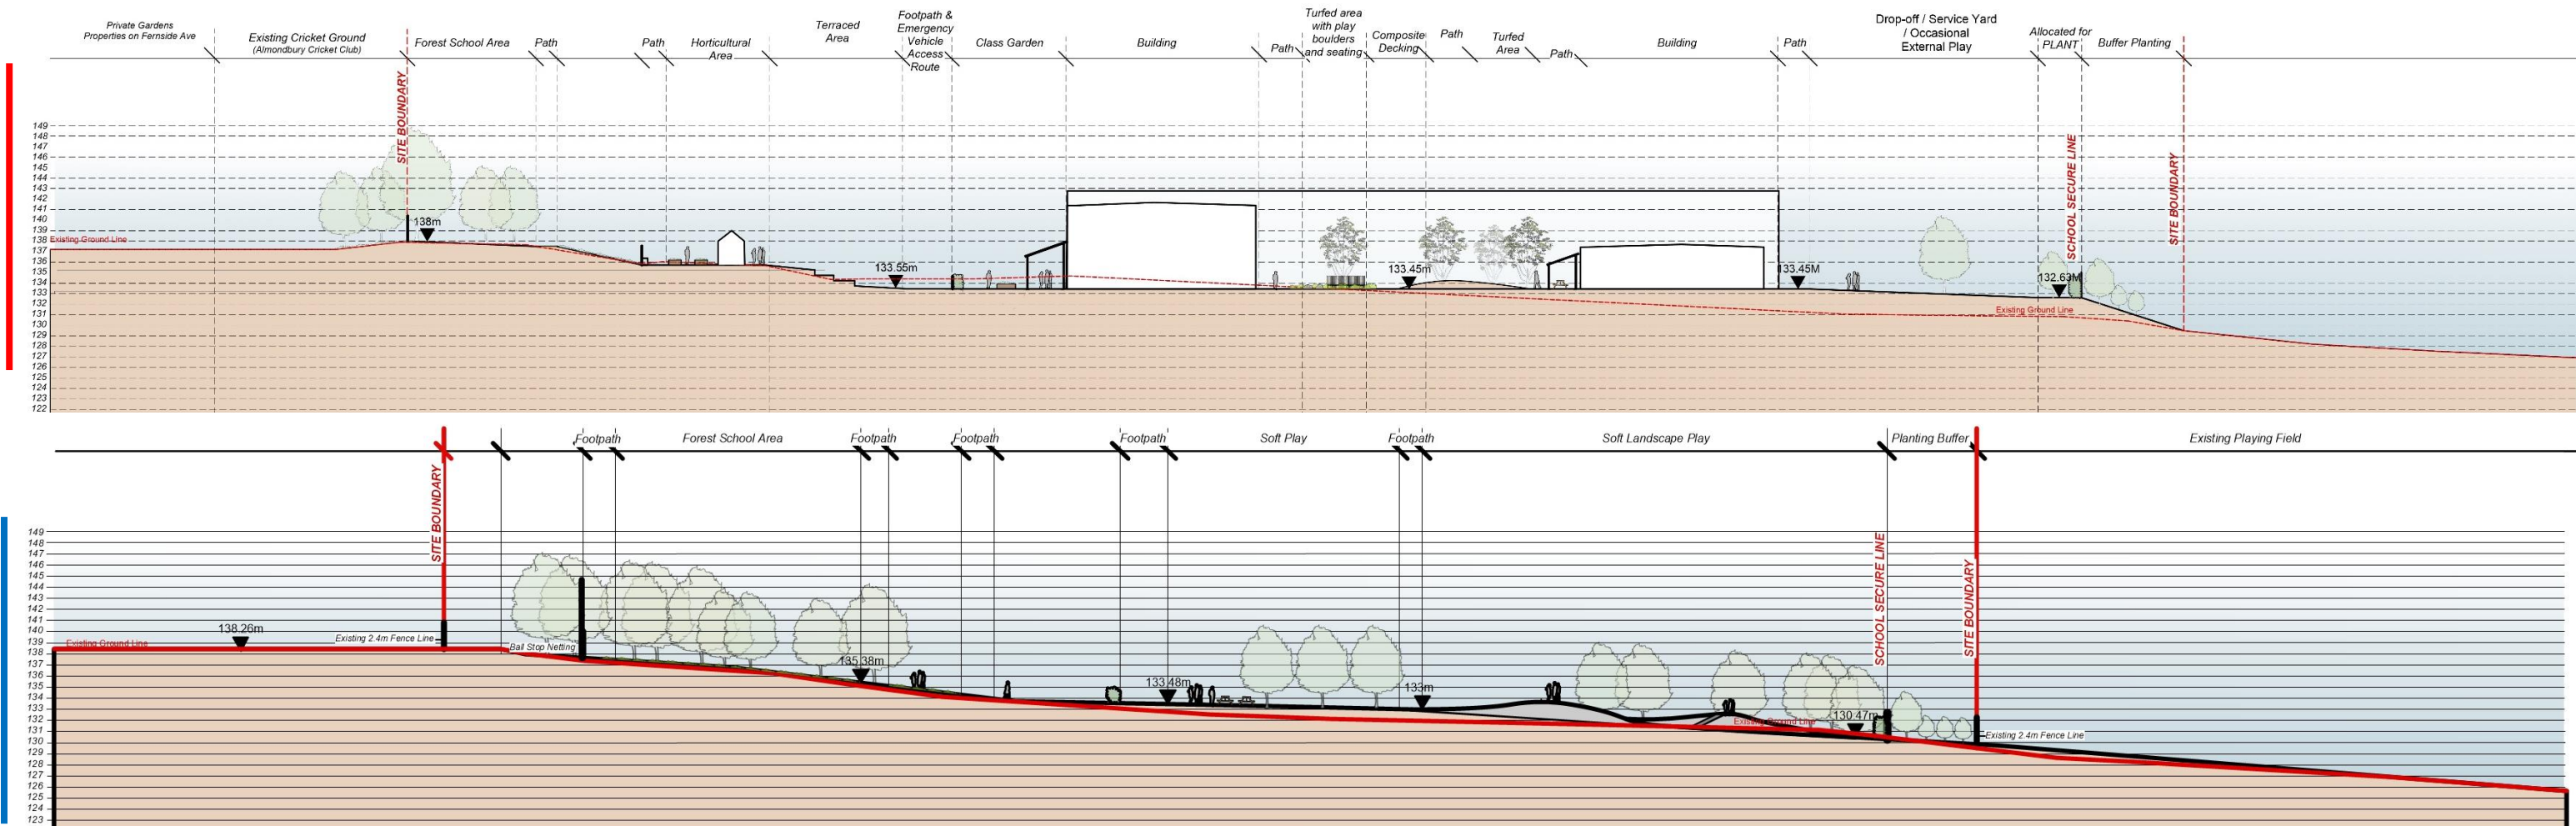 Private Gardens
Properties on Fernside Ave
Existing Cricket Ground
(Almondbury Cricket Club)
Forest School Area
Path
Path
Horticultural
Area
Terraced
Area
Footpath &
Emergency
Vehicle
Access
Route
Class Garden
Building
Path
Turfed area
with play
boulders
and seating
Composite
Decking
Path
Turfed
Area
Path
Building
Path
Drop-off / Service Yard
/ Occasional
External Play
Allocated for
PLANT
Buffer Planting
SITE BOUNDARY
SCHOOL SECURE LINE
SITE BOUNDARY
149
148
147
146
145
144
143
142
141
140
139
138
137
136
135
134
133
132
131
130
129
128
127
126
125
124
123
122
Existing Ground Line
138m
133.55m
133.45m
133.45M
132.63M
Existing Ground Line
Footpath
Forest School Area
Footpath
Footpath
Footpath
Soft Play
Footpath
Soft Landscape Play
Planting Buffer
Existing Playing Field
SITE BOUNDARY
SCHOOL SECURE LINE
SITE BOUNDARY
149
148
147
146
145
144
143
142
141
140
139
138
137
136
135
134
133
132
131
130
129
128
127
126
125
124
123
Existing Ground Line
138.26m
Existing 2.4m Fence Line
Ball Stop Netting
135.38m
133.48m
133m
Existing Ground Line
130.47m
Existing 2.4m Fence Line